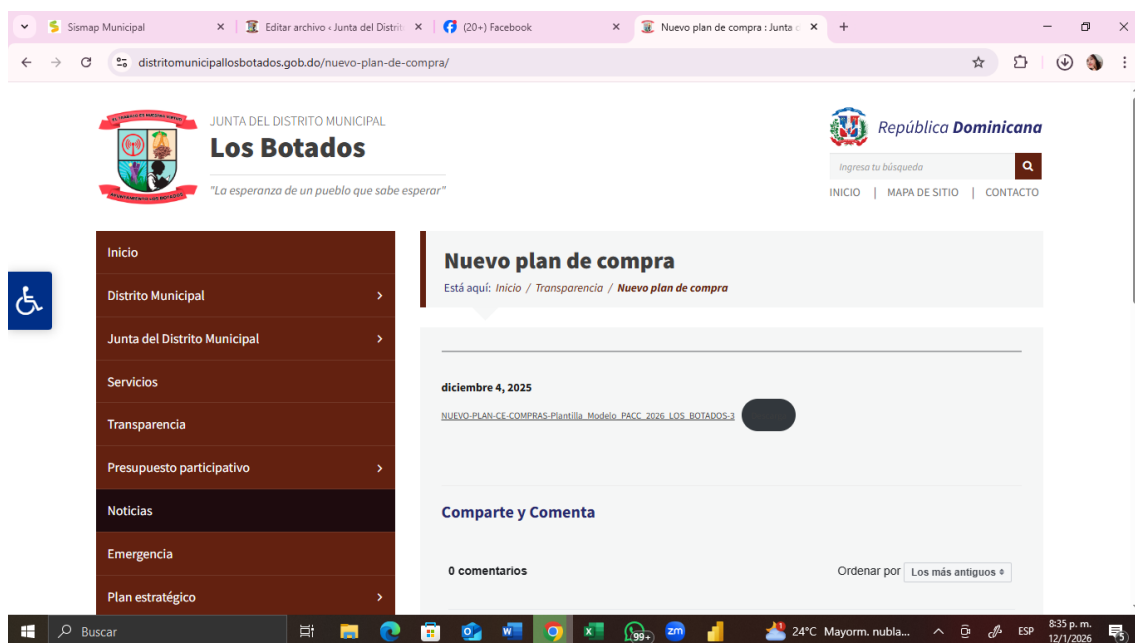 Sismap Municipal
Editar archivo ‹ Junta del Distrit
(20+) Facebook
Nuevo plan de compra : Junta d
distritomunicipallosbotados.gob.do/nuevo-plan-de-compra/
JUNTA DEL DISTRITO MUNICIPAL
Los Botados
"La esperanza de un pueblo que sabe esperar"
República Dominicana
Ingresa tu búsqueda
INICIO | MAPA DE SITIO | CONTACTO
Inicio
Distrito Municipal
Junta del Distrito Municipal
Servicios
Transparencia
Presupuesto participativo
Noticias
Emergencia
Plan estratégico
Nuevo plan de compra
Está aquí: Inicio / Transparencia / Nuevo plan de compra
diciembre 4, 2025
NUEVO-PLAN-CE-COMPRAS-Plantilla_Modelo_PACC_2026_LOS_BOTADOS-3
Comparte y Comenta
0 comentarios
Ordenar por Los más antiguos
Buscar
99+
zm
24°C Mayorm. nubla...
ESP
8:35 p. m.
12/1/2026
5